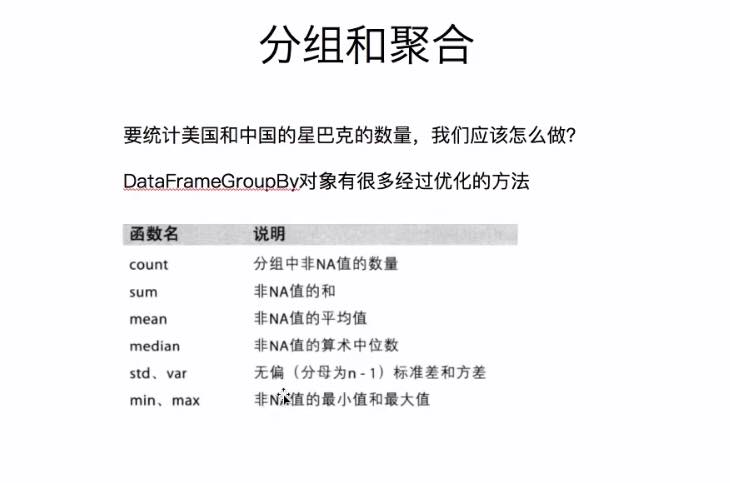 分组和聚合
要统计美国和中国的星巴克的数量，我们应该怎么做?
DataFrameGroupBy对象有很多经过优化的方法
函数名 说明
count 分组中非NA值的数量
sum 非NA值的和
mean 非NA值的平均值
median 非NA值的算术中位数
std、var 无偏（分母为n - 1）标准差和方差
min、max 非NA值的最小值和最大值